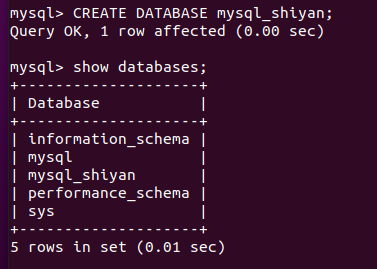 mysql> CREATE DATABASE mysql_shiyan;
Query OK, 1 row affected (0.00 sec)

mysql> show databases;
+--------------------+
| Database           |
+--------------------+
| information_schema |
| mysql              |
| mysql_shiyan       |
| performance_schema |
| sys                |
+--------------------+
5 rows in set (0.01 sec)